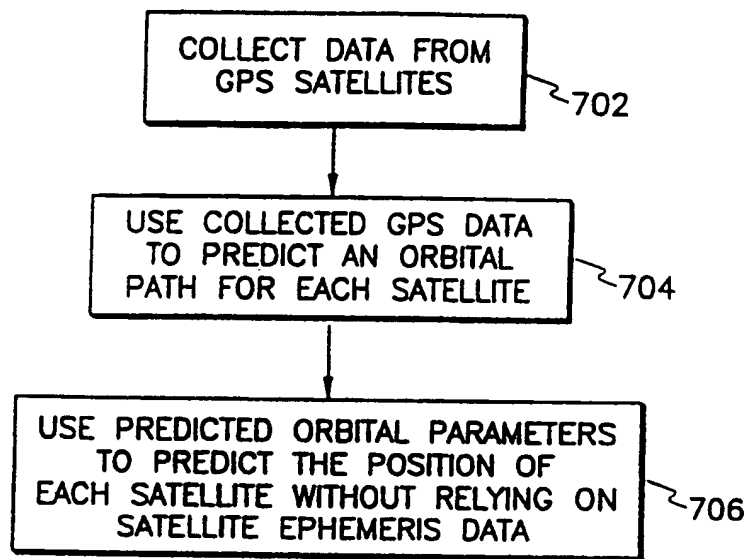 COLLECT DATA FROM
GPS SATELLITES
702
USE COLLECTED GPS DATA
TO PREDICT AN ORBITAL
PATH FOR EACH SATELLITE
704
USE PREDICTED ORBITAL PARAMETERS
TO PREDICT THE POSITION OF
EACH SATELLITE WITHOUT RELYING ON
SATELLITE EPHEMERIS DATA
706